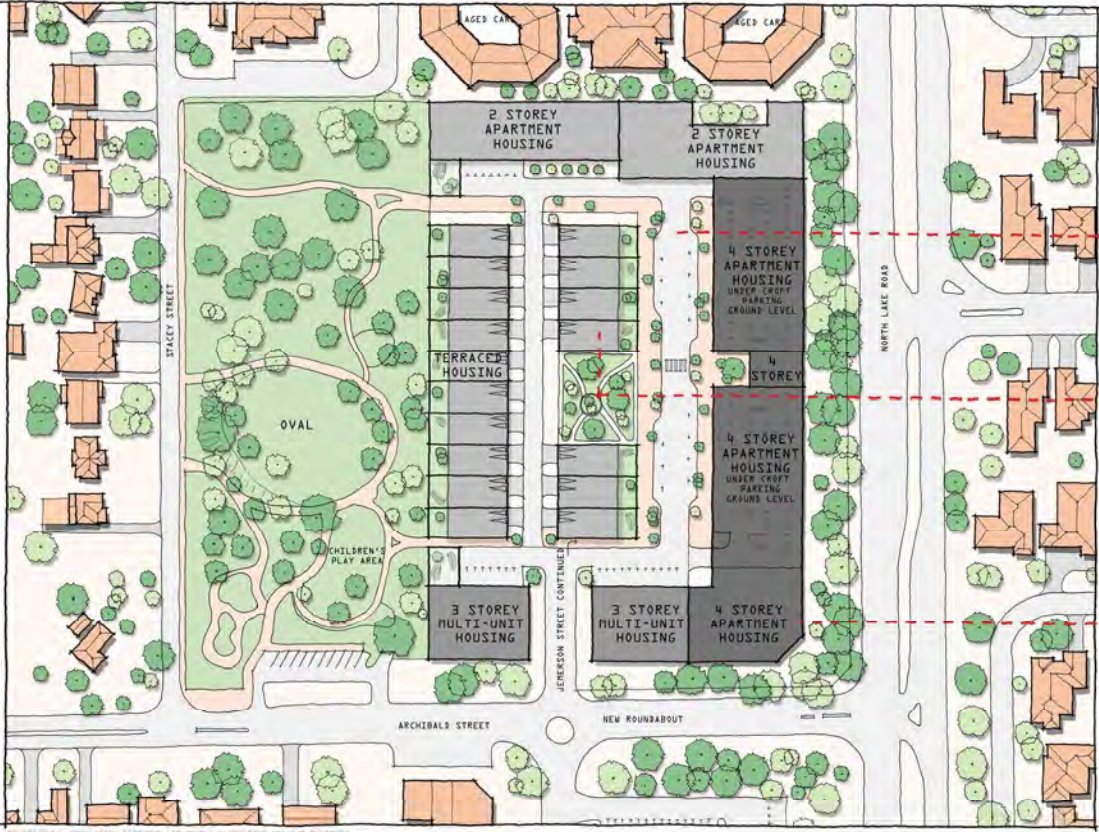 AGED CARE
AGED CARE
2 STOREY
APARTMENT
HOUSING
2 STOREY
APARTMENT
HOUSING
4 STOREY
APARTMENT
HOUSING
UNDER CROFT
PARKING
GROUND LEVEL
STACEY STREET
NORTH LAKE ROAD
TERRACED
HOUSING
4
STOREY
OVAL
4 STOREY
APARTMENT
HOUSING
UNDER CROFT
PARKING
GROUND LEVEL
CHILDREN'S
PLAY AREA
JEMERSON STREET CONTINUED
3 STOREY
MULTI-UNIT
HOUSING
3 STOREY
MULTI-UNIT
HOUSING
4 STOREY
APARTMENT
HOUSING
ARCHIBALD STREET
NEW ROUNDABOUT